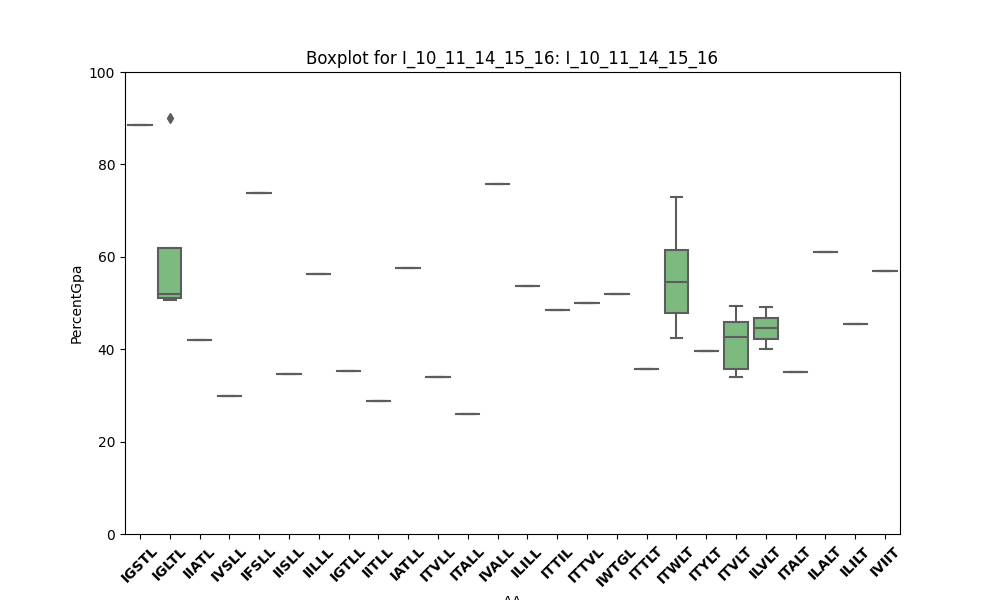 Boxplot for I_10_11_14_15_16: I_10_11_14_15_16
100
80
60
40
20
0
PercentGpa
IGSTL IGLTL IIATL IVSLL IFSLL IISLL IILLL IGTLL IITLL IATLL ITVLL ITALL IVALL ILILL ITTIL ITTVL IWTGL ITTLT ITWLT ITYLT ITVLT ILVLT ITALT ILALT ILILT IVIIT
AA